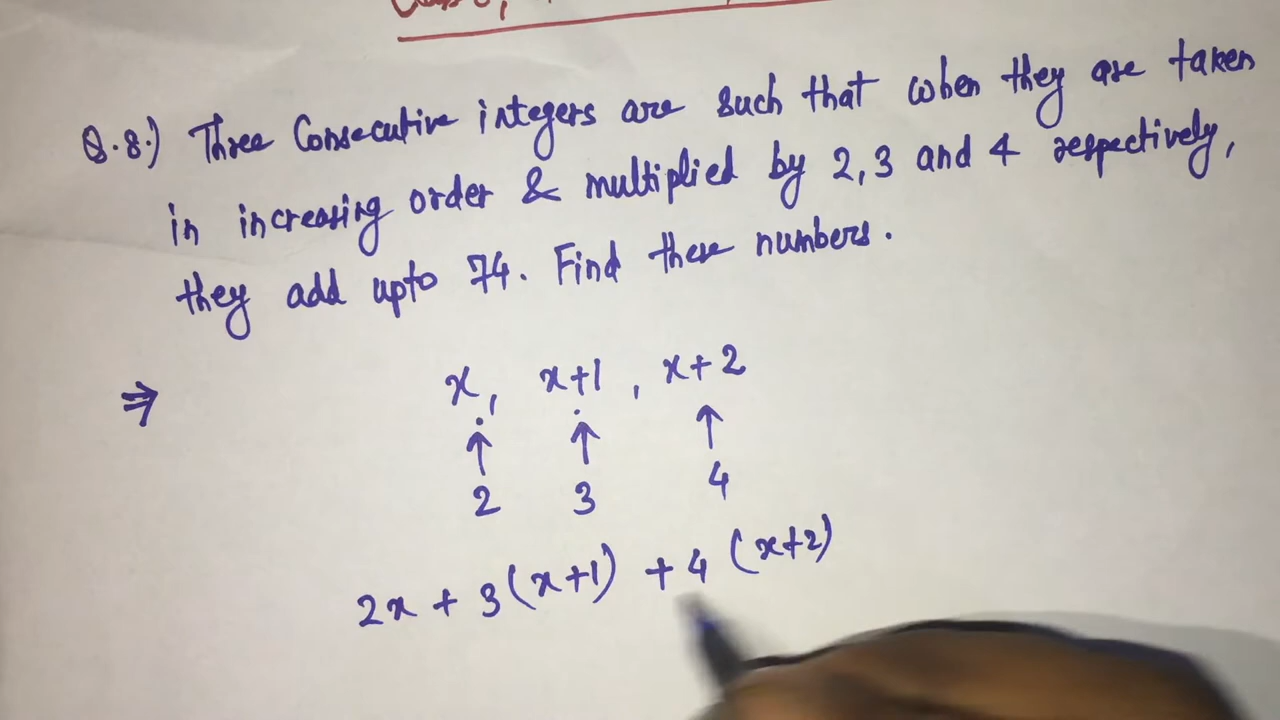 Q.8.) Three Consecutive integers are such that when they are taken
in increasing order & multiplied by 2, 3 and 4 respectively,
they add upto 74. Find these numbers.
⇒ x, x+1, x+2
↑ ↑ ↑
2 3 4
2x + 3(x+1) + 4(x+2)